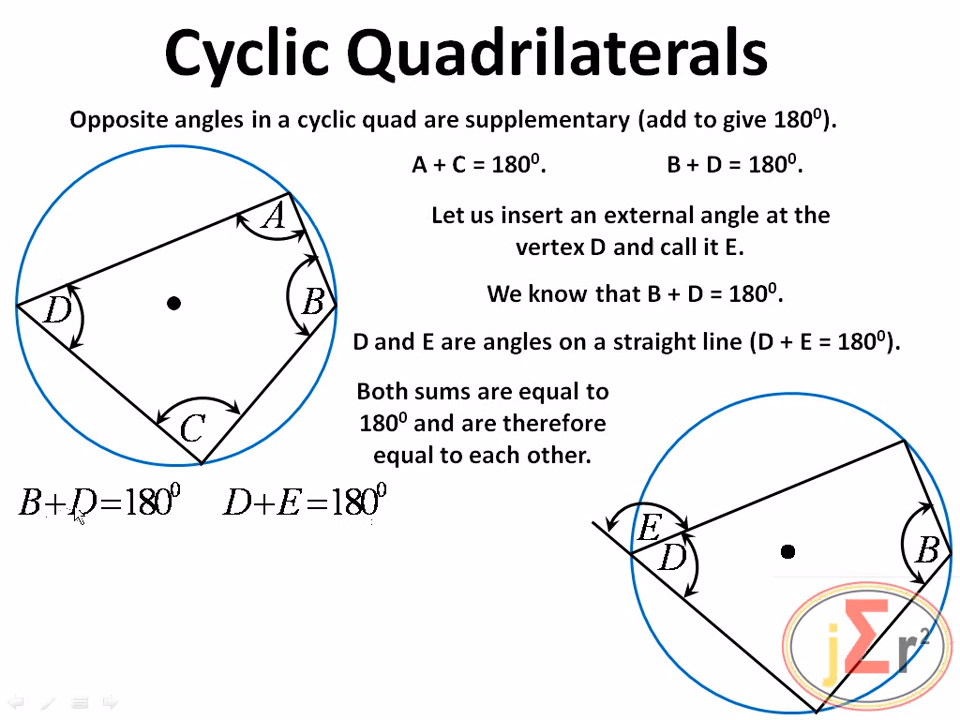 Cyclic Quadrilaterals
Opposite angles in a cyclic quad are supplementary (add to give 180⁰).
A + C = 180⁰. B + D = 180⁰.
Let us insert an external angle at the
vertex D and call it E.
We know that B + D = 180⁰.
D and E are angles on a straight line (D + E = 180⁰).
Both sums are equal to
180⁰ and are therefore
equal to each other.
A
B
D
C
B+D=180⁰ D+E=180⁰
E
D
B
jΣr²